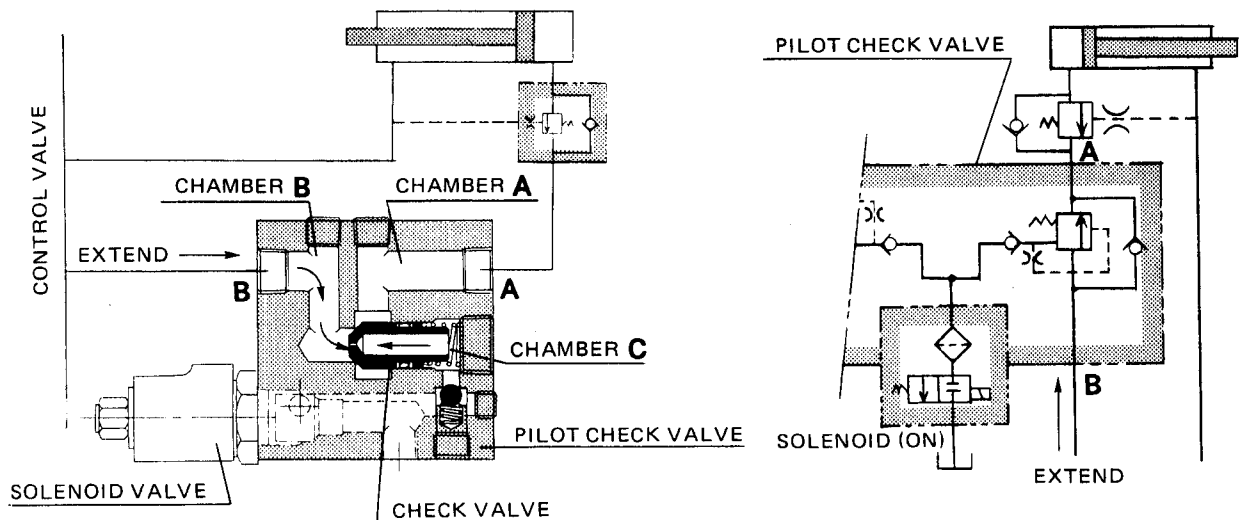 CONTROL VALVE
CHAMBER B
CHAMBER A
EXTEND
B
A
CHAMBER C
PILOT CHECK VALVE
SOLENOID VALVE
CHECK VALVE
PILOT CHECK VALVE
A
B
SOLENOID (ON)
EXTEND